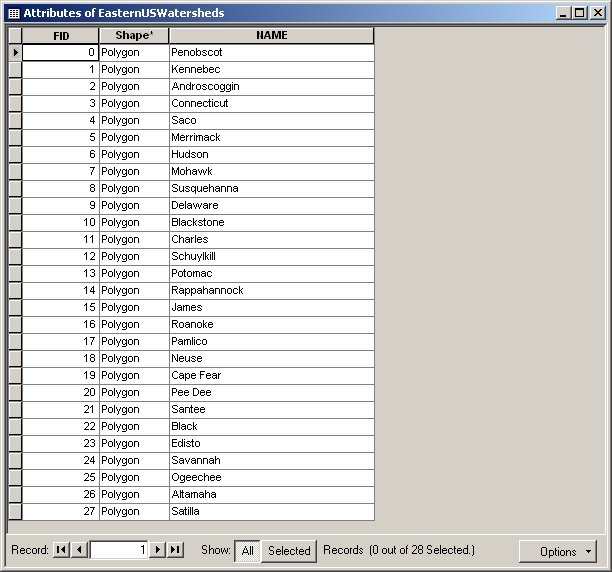 Attributes of EasternUSWatersheds
FID Shape* NAME
0 Polygon Penobscot
1 Polygon Kennebec
2 Polygon Androscoggin
3 Polygon Connecticut
4 Polygon Saco
5 Polygon Merrimack
6 Polygon Hudson
7 Polygon Mohawk
8 Polygon Susquehanna
9 Polygon Delaware
10 Polygon Blackstone
11 Polygon Charles
12 Polygon Schuylkill
13 Polygon Potomac
14 Polygon Rappahannock
15 Polygon James
16 Polygon Roanoke
17 Polygon Pamlico
18 Polygon Neuse
19 Polygon Cape Fear
20 Polygon Pee Dee
21 Polygon Santee
22 Polygon Black
23 Polygon Edisto
24 Polygon Savannah
25 Polygon Ogeechee
26 Polygon Altamaha
27 Polygon Satilla
Record: 1 Show: All Selected Records (0 out of 28 Selected.) Options